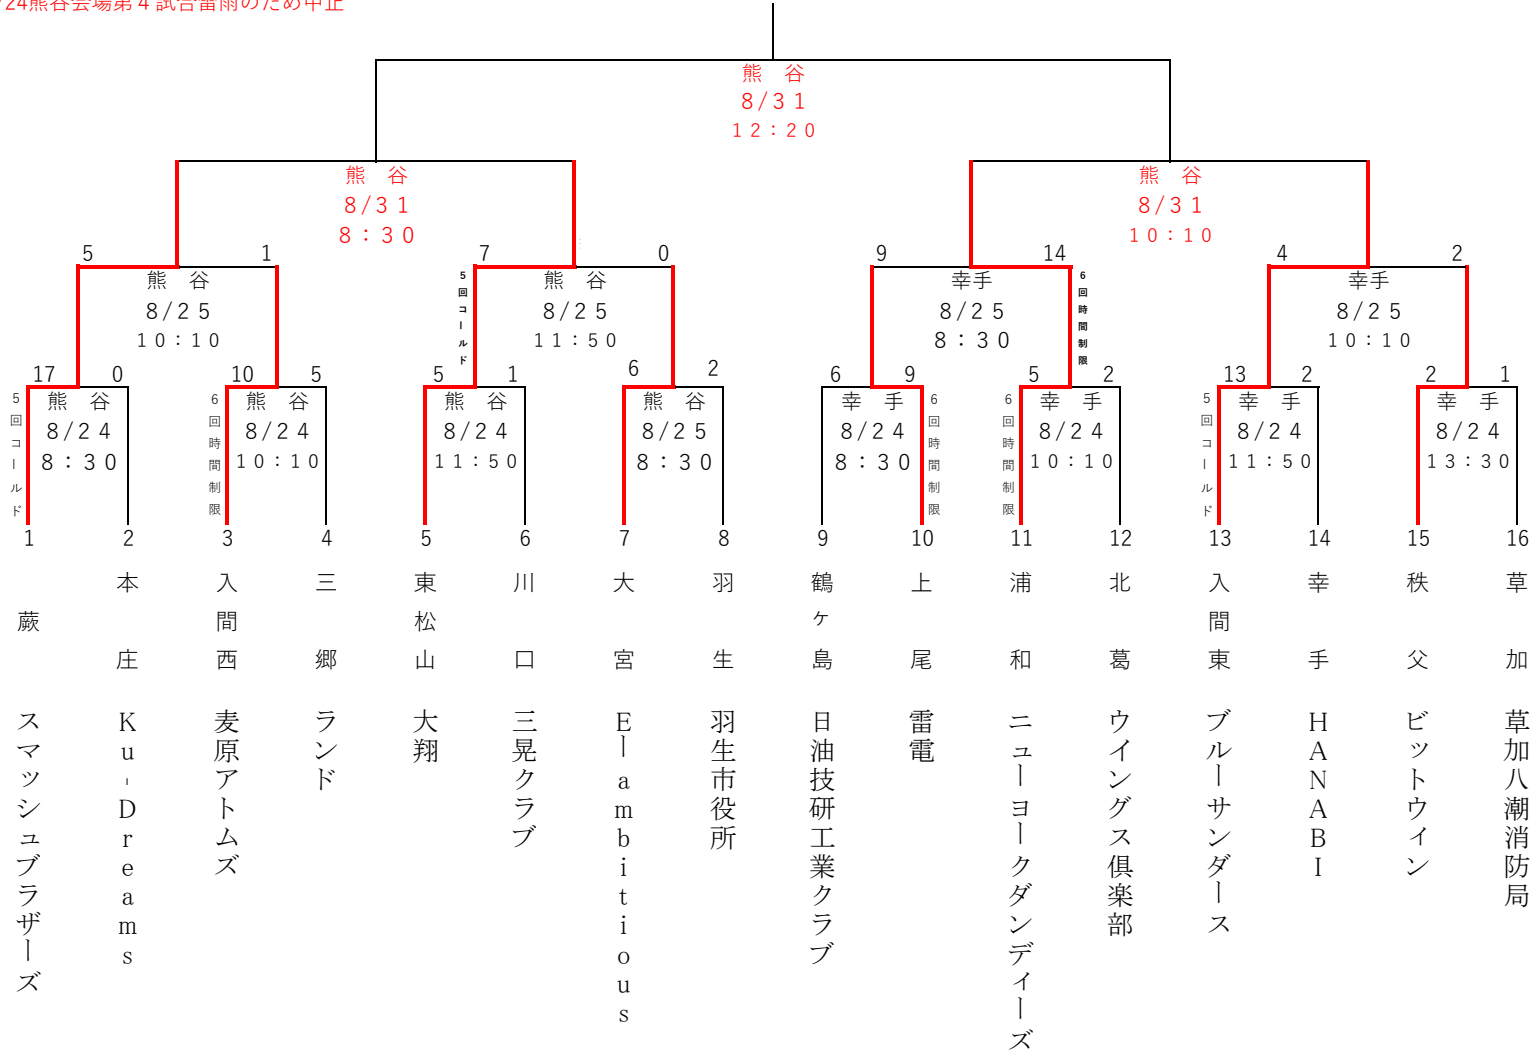 24熊谷会場第４試合雷雨のため中止
熊　谷
8/31
12：20
熊　谷
8/31
8：30
熊　谷
8/31
10：10
5
1
7
0
9
14
4
2
熊　谷
8/25
10：10
5回コールド
熊　谷
8/25
11：50
幸手
8/25
8：30
6回時間制限
幸手
8/25
10：10
17
0
10
5
5
1
6
2
6
9
5
2
13
2
2
1
5回コールド
熊　谷
8/24
8：30
6回時間制限
熊　谷
8/24
10：10
熊　谷
8/24
11：50
熊　谷
8/25
8：30
幸　手
8/24
8：30
6回時間制限
6回時間制限
幸　手
8/24
10：10
5回コールド
幸　手
8/24
11：50
幸　手
8/24
13：30
1
2
3
4
5
6
7
8
9
10
11
12
13
14
15
16
蕨
本庄
入間西
三郷
東松山
川口
大宮
羽生
鶴ケ島
上尾
浦和
北葛
入間東
幸手
秩父
草加
スマッシュブラザーズ
Ku-Dreams
麦原アトムズ
ランド
大翔
三晃クラブ
El ambitious
羽生市役所
日油技研工業クラブ
雷電
ニューヨークダンディーズ
ウイングス倶楽部
ブルーサンダース
HANABI
ビットウィン
草加八潮消防局